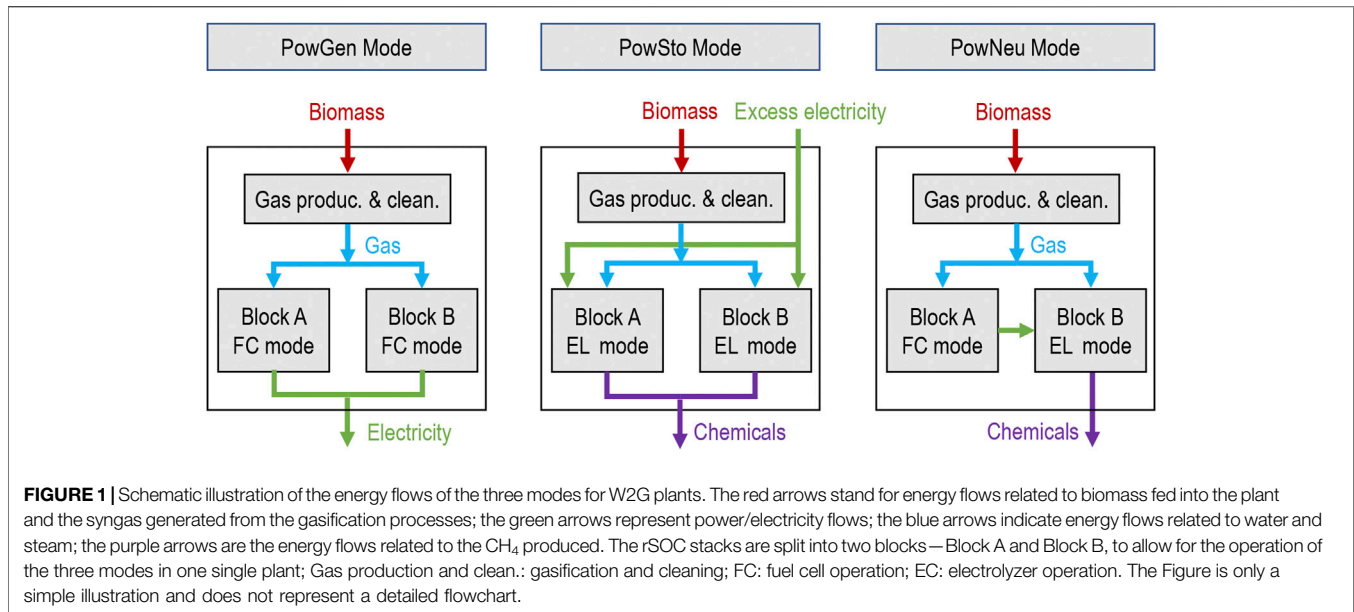 PowGen Mode
PowSto Mode
PowNeu Mode
Biomass
Biomass
Excess electricity
Biomass
Gas produc. & clean.
Gas produc. & clean.
Gas produc. & clean.
Gas
Gas
Block A
FC mode
Block B
FC mode
Block A
EL mode
Block B
EL mode
Block A
FC mode
Block B
EL mode
Electricity
Chemicals
Chemicals
FIGURE 1 | Schematic illustration of the energy flows of the three modes for W2G plants. The red arrows stand for energy flows related to biomass fed into the plant
and the syngas generated from the gasification processes; the green arrows represent power/electricity flows; the blue arrows indicate energy flows related to water and
steam; the purple arrows are the energy flows related to the CH₄ produced. The rSOC stacks are split into two blocks—Block A and Block B, to allow for the operation of
the three modes in one single plant; Gas production and clean.: gasification and cleaning; FC: fuel cell operation; EC: electrolyzer operation. The Figure is only a
simple illustration and does not represent a detailed flowchart.